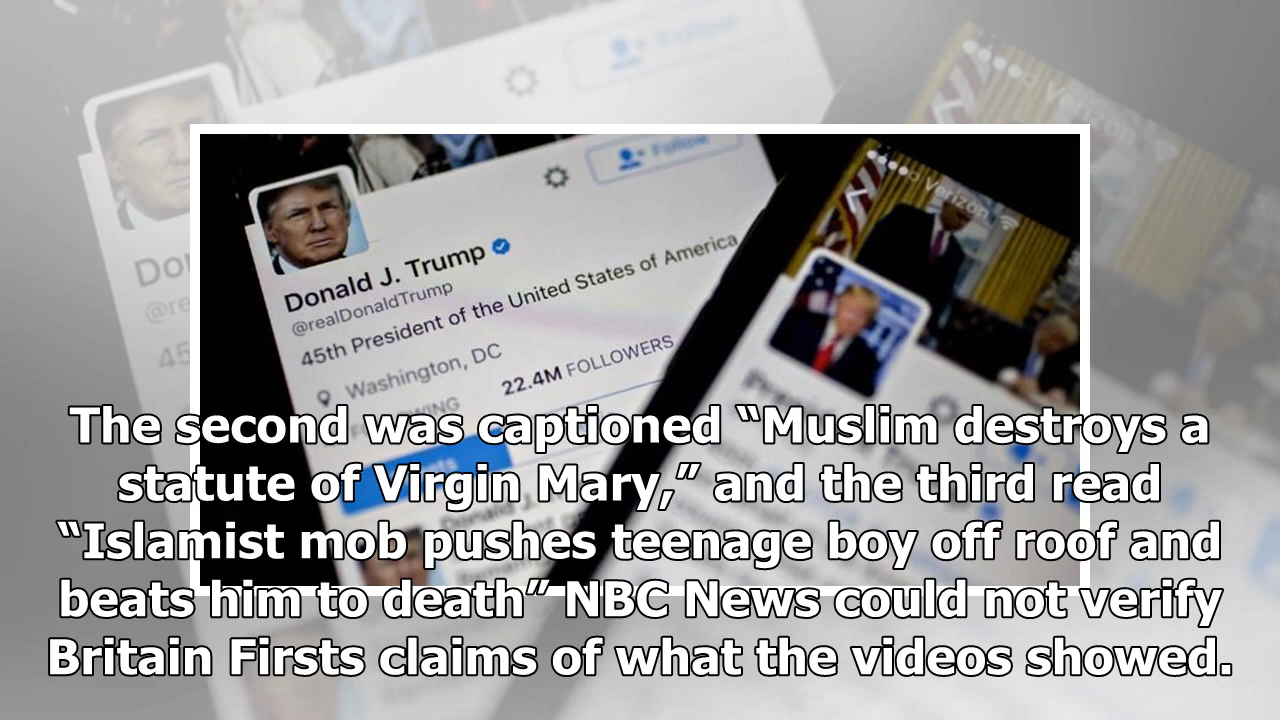 Follow
Verizon
Donald J. Trump
@realDonaldTrump
45th President of the United States of America
Washington, DC
22.4M FOLLOWERS
The second was captioned “Muslim destroys a
statute of Virgin Mary,” and the third read
“Islamist mob pushes teenage boy off roof and
beats him to death” NBC News could not verify
Britain Firsts claims of what the videos showed.